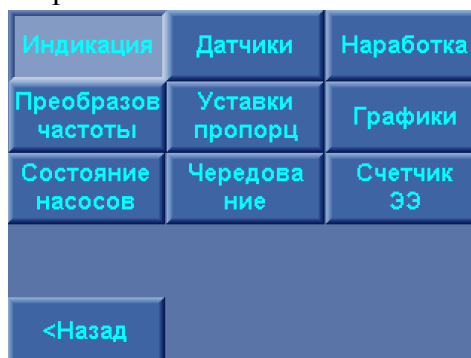 Индикация
Датчики
Наработка
Преобразов
частоты
Уставки
пропорц
Графики
Состояние
насосов
Чередова
ние
Счетчик
ЭЭ
<Назад